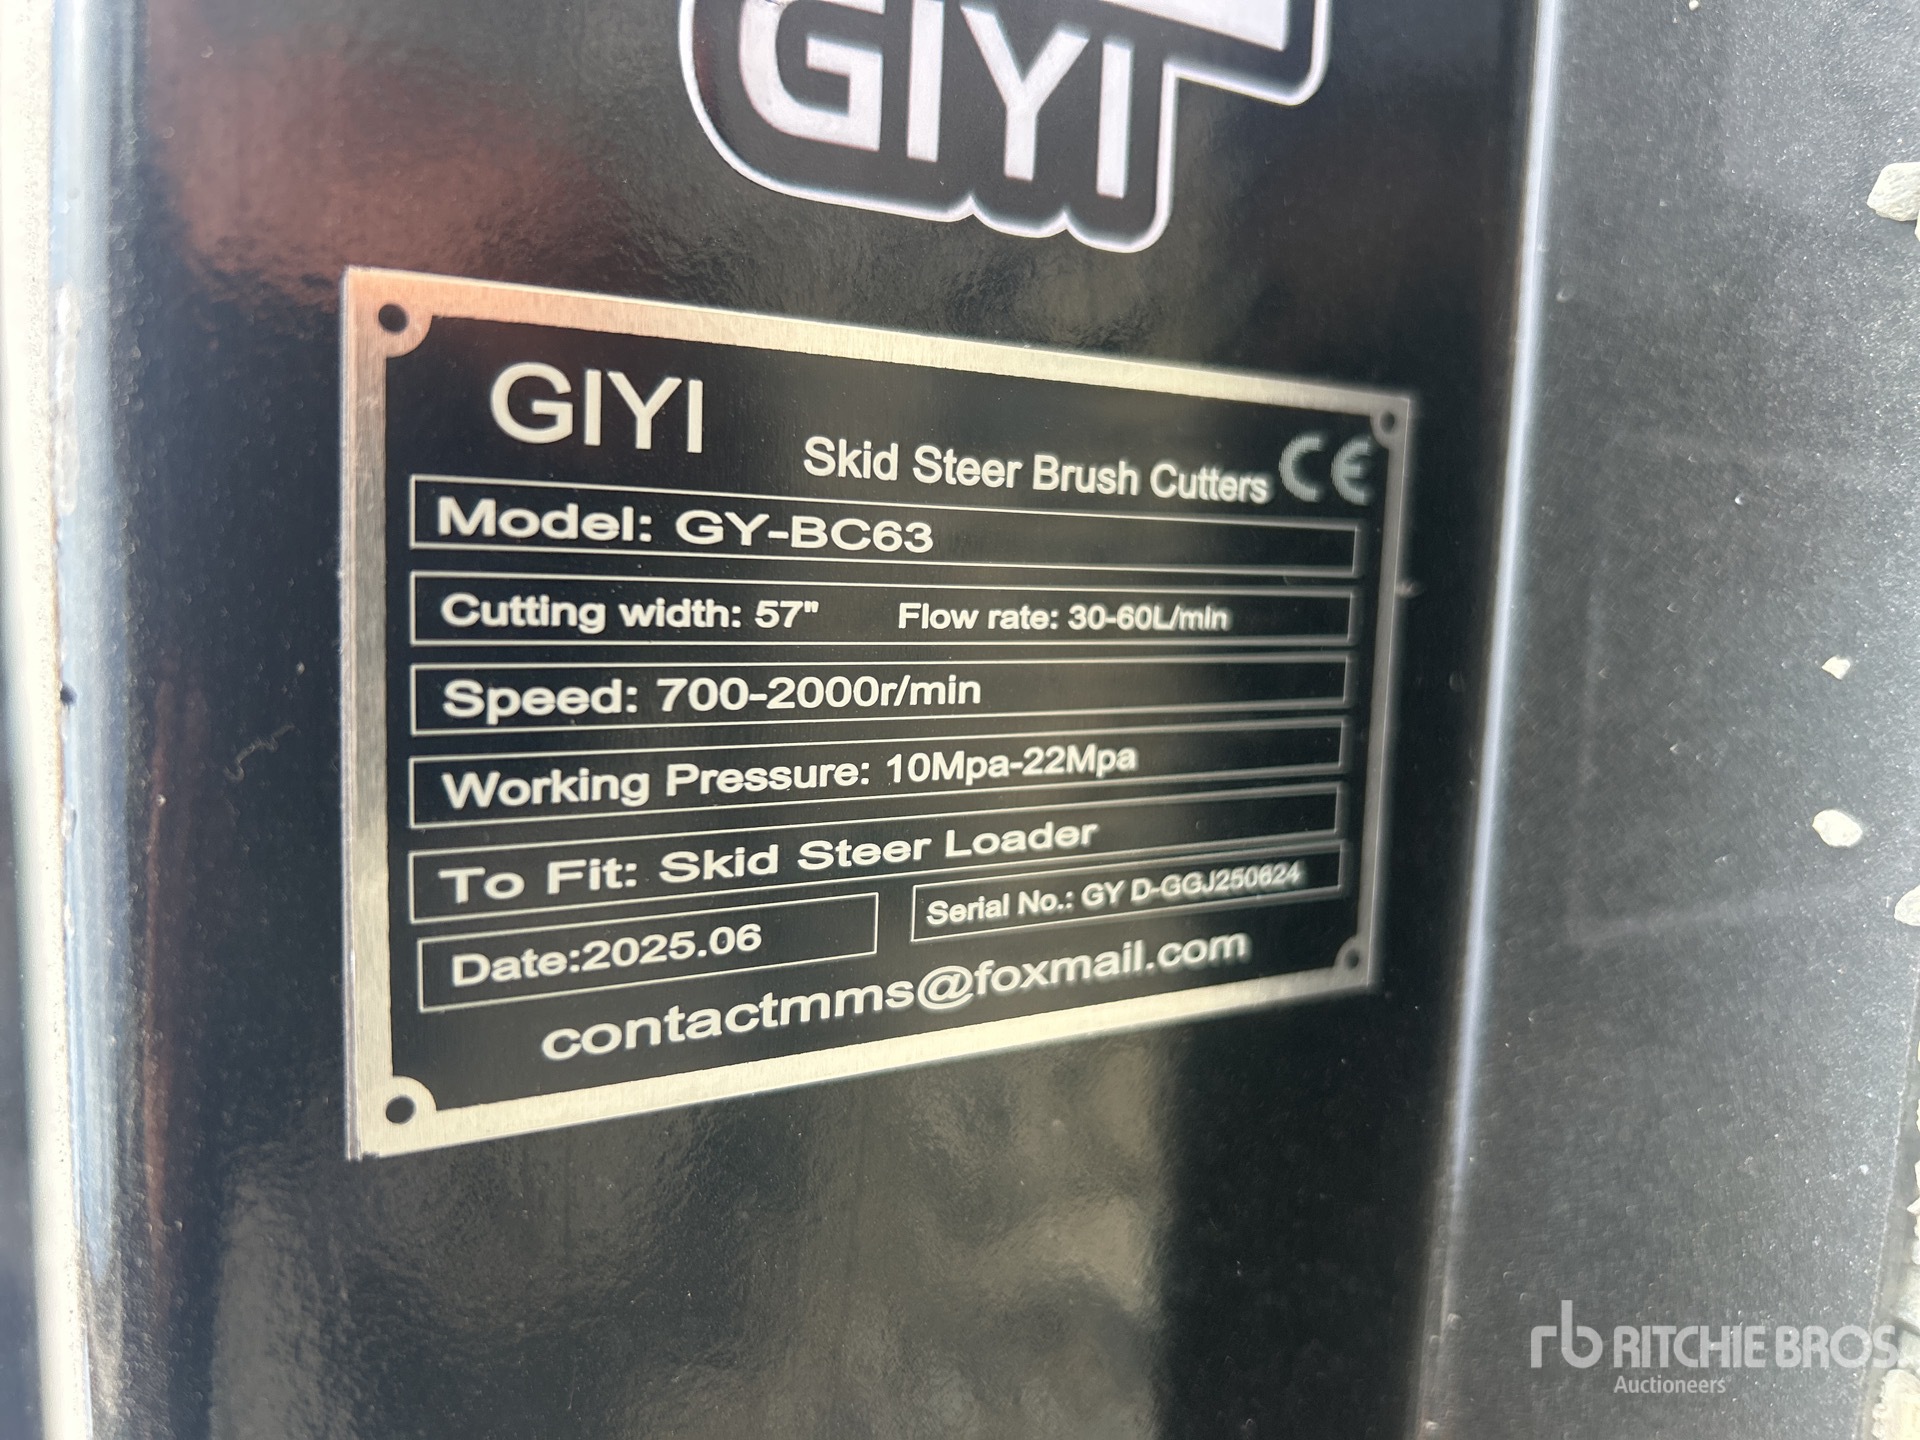 GIYI
GIYI
Skid Steer Brush Cutters CE
Model: GY-BC63
Cutting width: 57" Flow rate: 30-60L/min
Speed: 700-2000r/min
Working Pressure: 10Mpa-22Mpa
To Fit: Skid Steer Loader
Date:2025.06 Serial No.: GY D-GGJ250624
contactmms@foxmail.com
rb RITCHIE BROS
Auctioneers